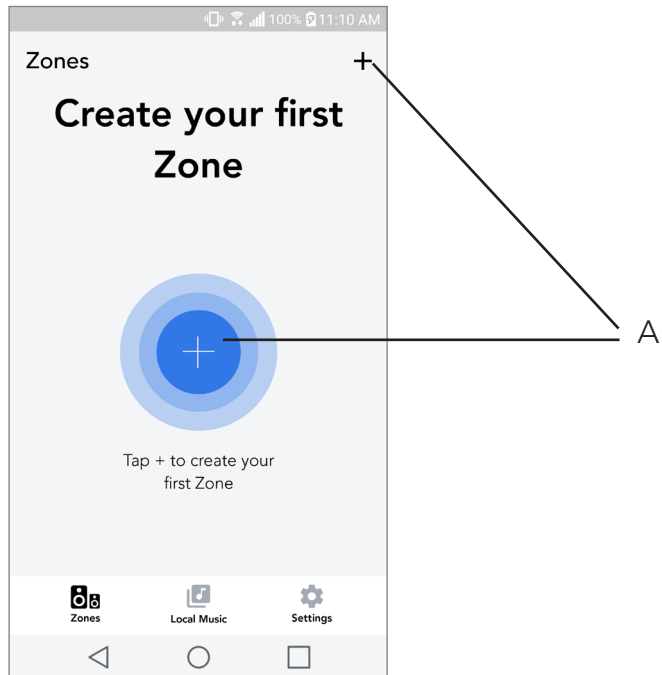 100% 11:10 AM
Zones +
Create your first
Zone
A
Tap + to create your
first Zone
Zones Local Music Settings